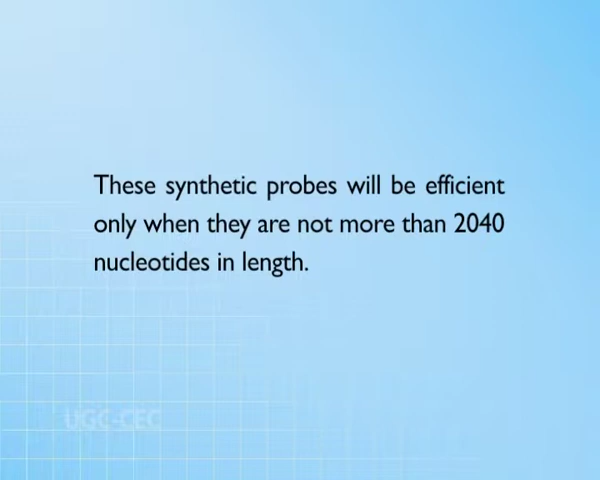 These synthetic probes will be efficient
only when they are not more than 2040
nucleotides in length.
UGC-CEC